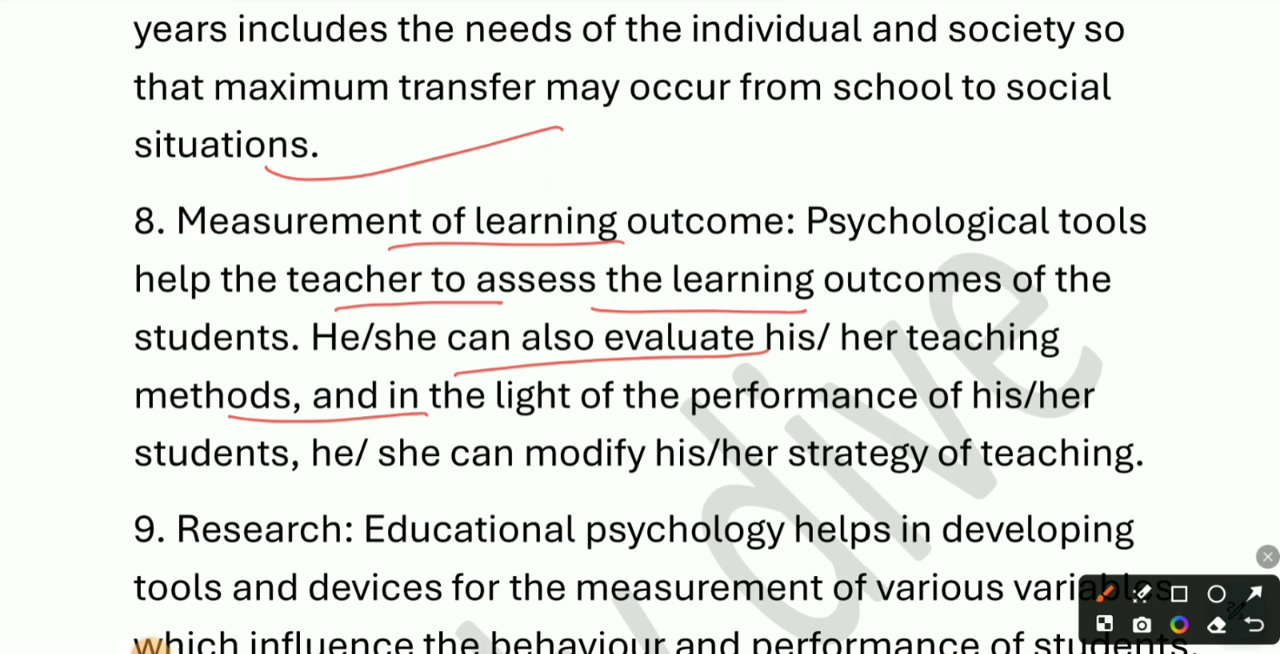 years includes the needs of the individual and society so
that maximum transfer may occur from school to social
situations.
8. Measurement of learning outcome: Psychological tools
help the teacher to assess the learning outcomes of the
students. He/she can also evaluate his/ her teaching
methods, and in the light of the performance of his/her
students, he/ she can modify his/her strategy of teaching.
9. Research: Educational psychology helps in developing
tools and devices for the measurement of various variables
which influence the behaviour and performance of students.
dive